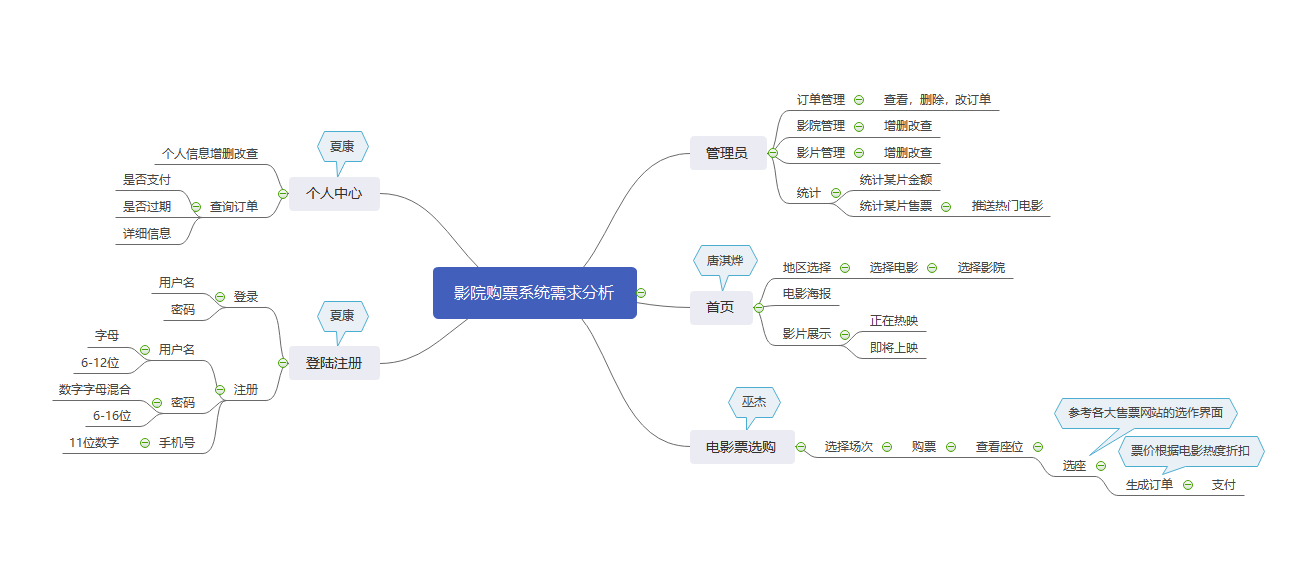 影院购票系统需求分析
管理员
订单管理
查看，删除，改订单
影院管理
增删改查
影片管理
增删改查
统计
统计某片金额
统计某片售票
推送热门电影
唐淇烨
首页
地区选择
选择电影
选择影院
电影海报
影片展示
正在热映
即将上映
巫杰
电影票选购
选择场次
购票
查看座位
参考各大售票网站的选作界面
选座
票价根据电影热度折扣
生成订单
支付
夏康
个人中心
个人信息增删改查
查询订单
是否支付
是否过期
详细信息
夏康
登陆注册
登录
用户名
密码
注册
用户名
字母
6-12位
密码
数字字母混合
6-16位
手机号
11位数字